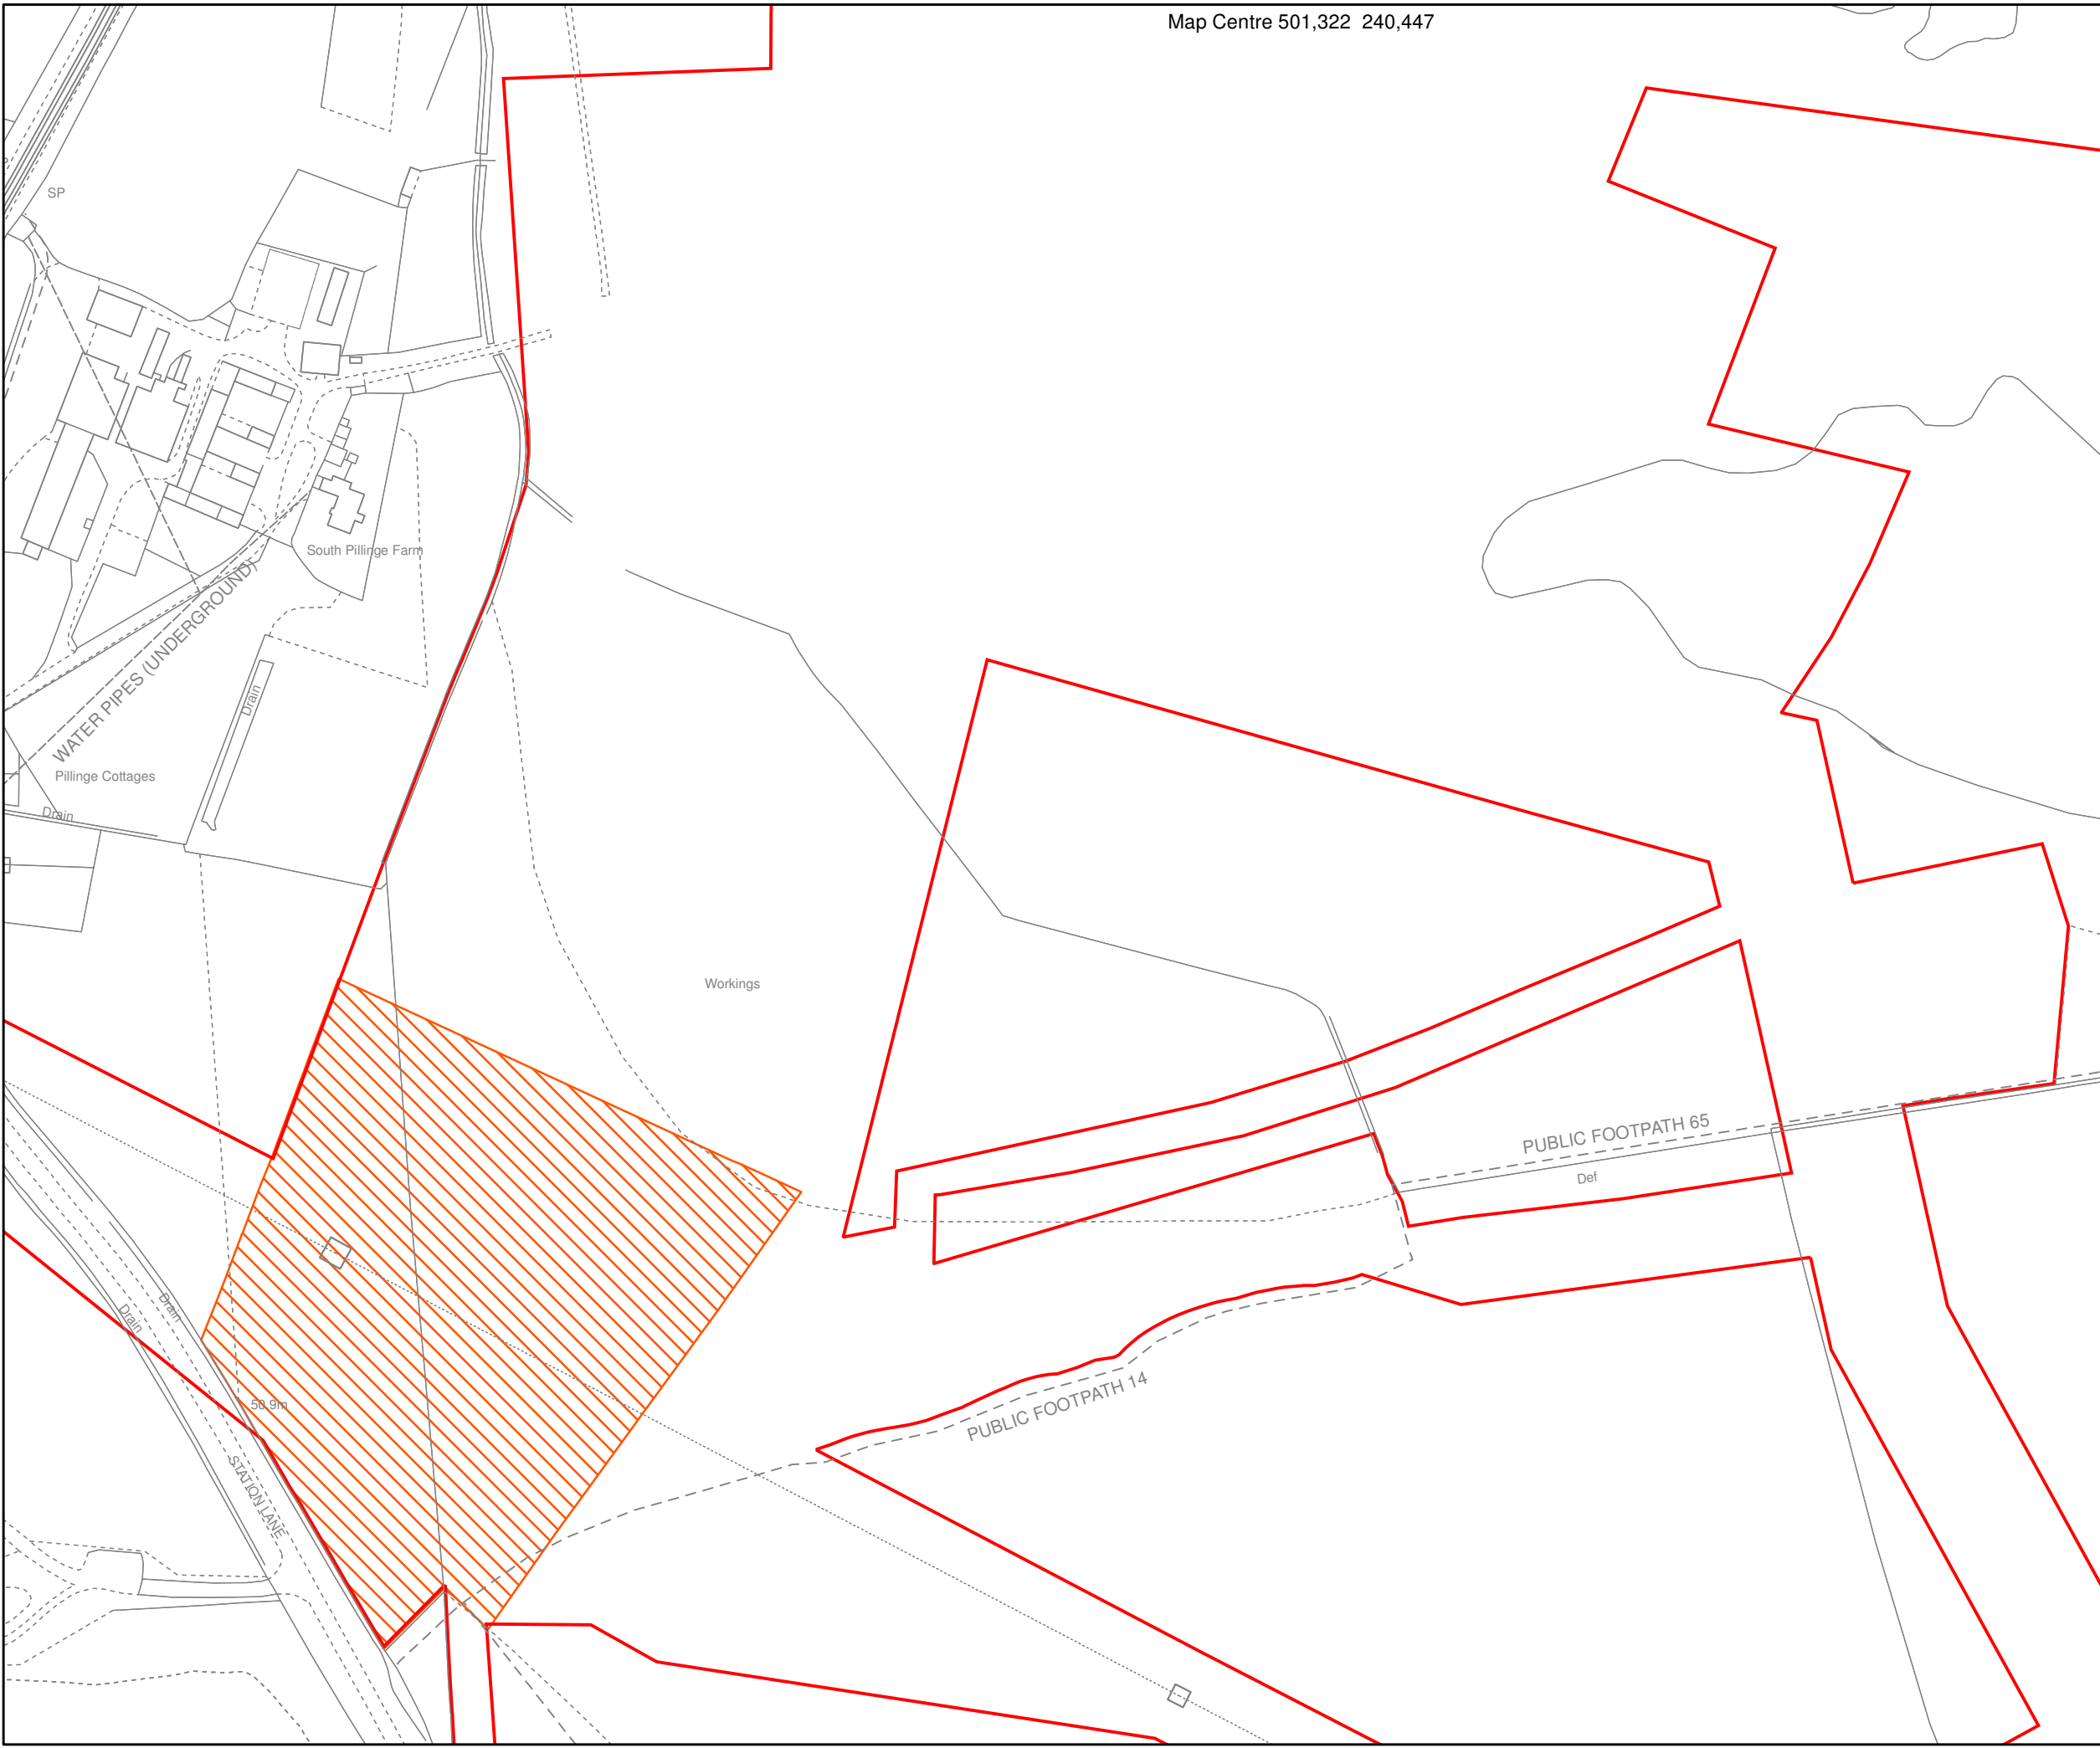 Map Centre 501,322  240,447
SP
South Pillinge Farm
WATER PIPES (UNDERGROUND)
Drain
Pillinge Cottages
Drain
Workings
PUBLIC FOOTPATH 65
Def
Drain
Drain
PUBLIC FOOTPATH 14
50.9m
STATION LANE